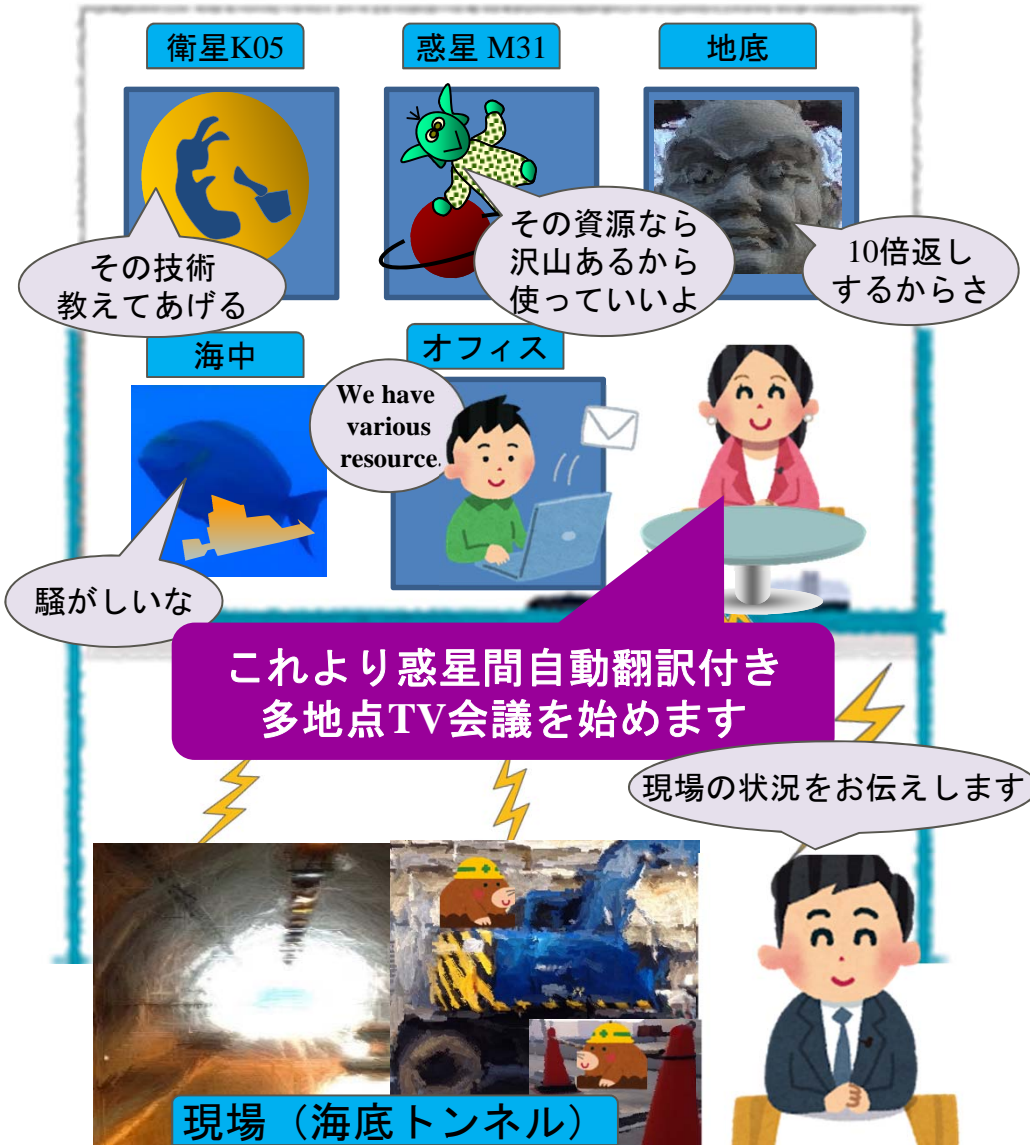 衛星K05
惑星 M31
地底
その技術
教えてあげる
その資源なら
沢山あるから
使っていいよ
10倍返し
するからさ
海中
オフィス
We have
various
resource.
騒がしいな
これより惑星間自動翻訳付き
多地点TV会議を始めます
現場の状況をお伝えします
現場（海底トンネル）